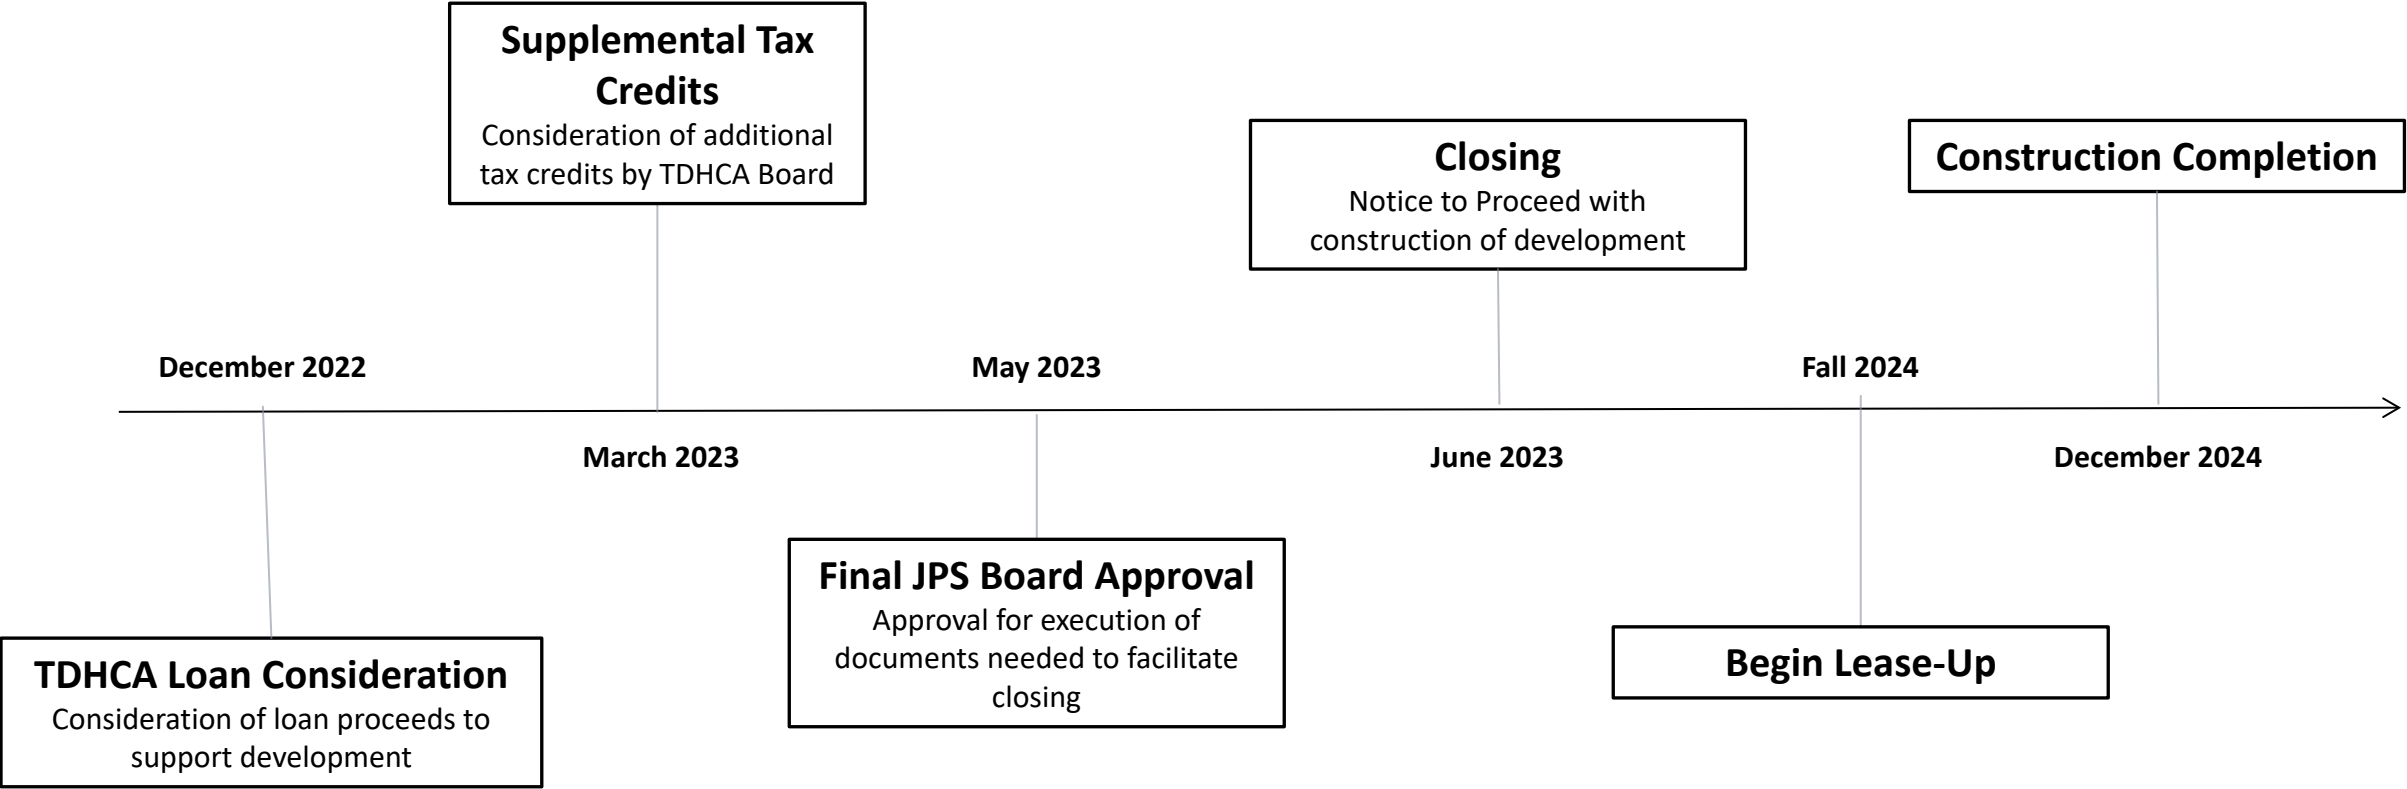 Supplemental Tax
Credits
Consideration of additional
tax credits by TDHCA Board
Closing
Notice to Proceed with
construction of development
Construction Completion
December 2022
May 2023
Fall 2024
March 2023
June 2023
December 2024
Final JPS Board Approval
Approval for execution of
documents needed to facilitate
closing
TDHCA Loan Consideration
Consideration of loan proceeds to
support development
Begin Lease-Up